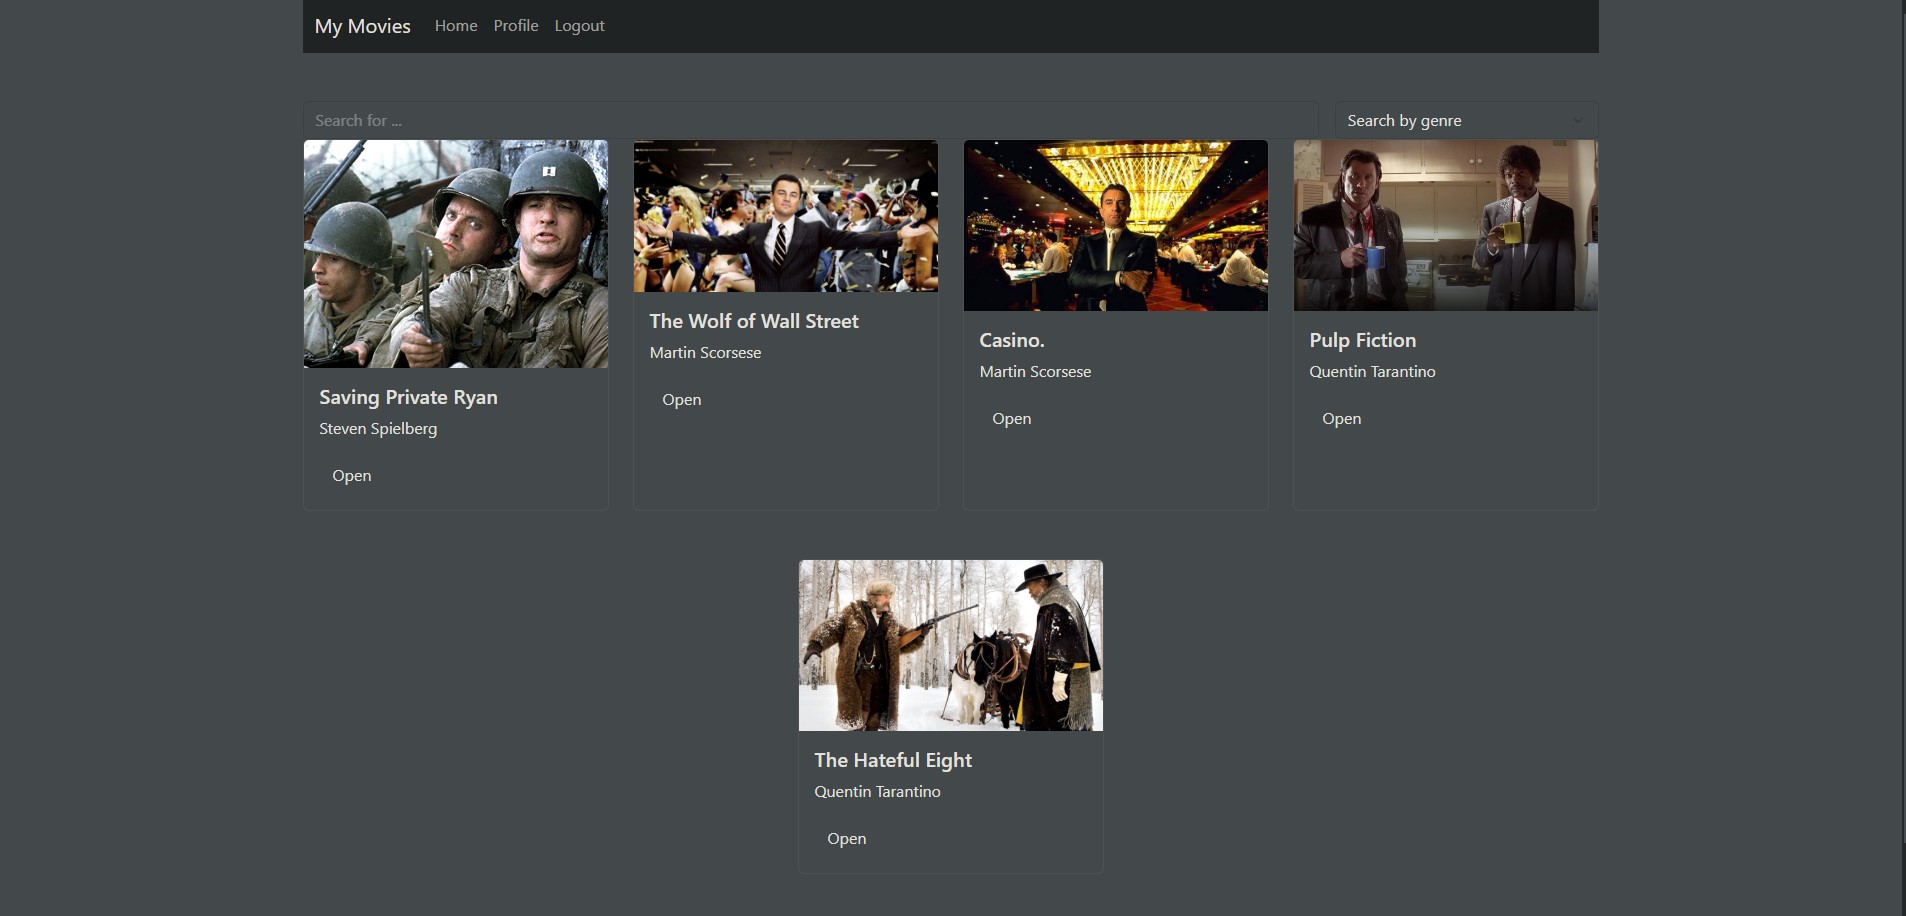 My Movies Home Profile Logout
Search for ...
Search by genre
Saving Private Ryan
Steven Spielberg
Open
The Wolf of Wall Street
Martin Scorsese
Open
Casino.
Martin Scorsese
Open
Pulp Fiction
Quentin Tarantino
Open
The Hateful Eight
Quentin Tarantino
Open